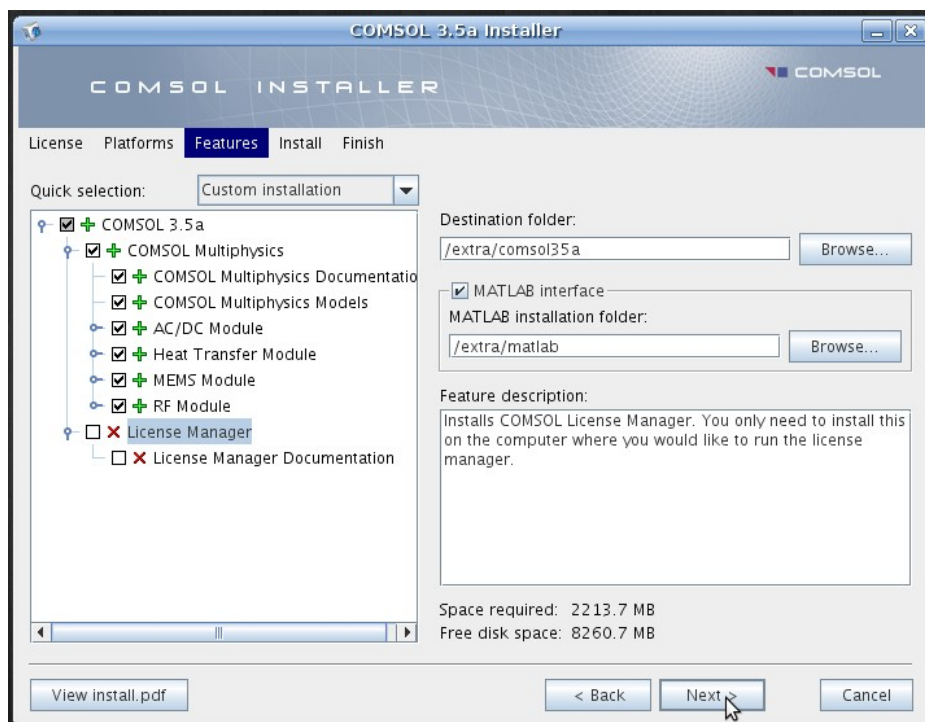 COMSOL 3.5a Installer
COMSOL INSTALLER
COMSOL
License Platforms Features Install Finish
Quick selection: Custom installation
COMSOL 3.5a
COMSOL Multiphysics
COMSOL Multiphysics Documentatio
COMSOL Multiphysics Models
AC/DC Module
Heat Transfer Module
MEMS Module
RF Module
License Manager
License Manager Documentation
Destination folder:
/extra/comsol35a Browse...
MATLAB interface
MATLAB installation folder:
/extra/matlab Browse...
Feature description:
Installs COMSOL License Manager. You only need to install this
on the computer where you would like to run the license
manager.
Space required: 2213.7 MB
Free disk space: 8260.7 MB
View install.pdf < Back Next > Cancel